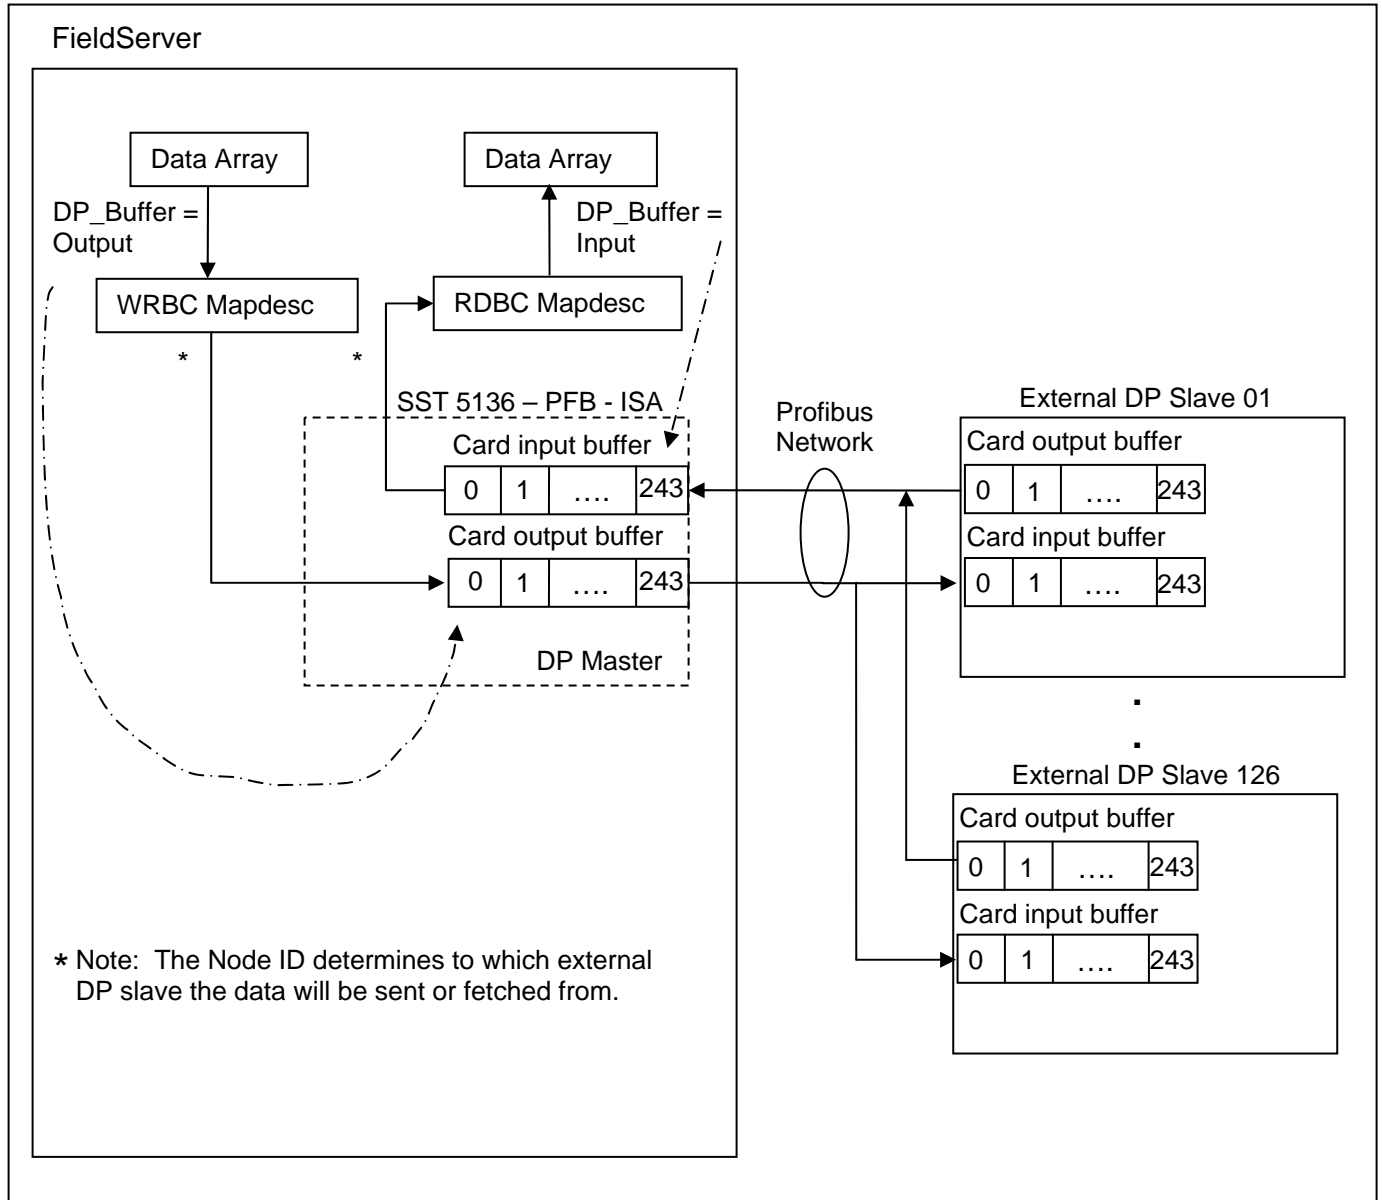 FieldServer
Data Array
Data Array
DP_Buffer =
Output
DP_Buffer =
Input
WRBC Mapdesc
RDBC Mapdesc
*
*
SST 5136 – PFB - ISA
Card input buffer
0 1 .... 243
Card output buffer
0 1 .... 243
DP Master
Profibus
Network
External DP Slave 01
Card output buffer
0 1 .... 243
Card input buffer
0 1 .... 243
.
.
External DP Slave 126
Card output buffer
0 1 .... 243
Card input buffer
0 1 .... 243
* Note: The Node ID determines to which external
DP slave the data will be sent or fetched from.